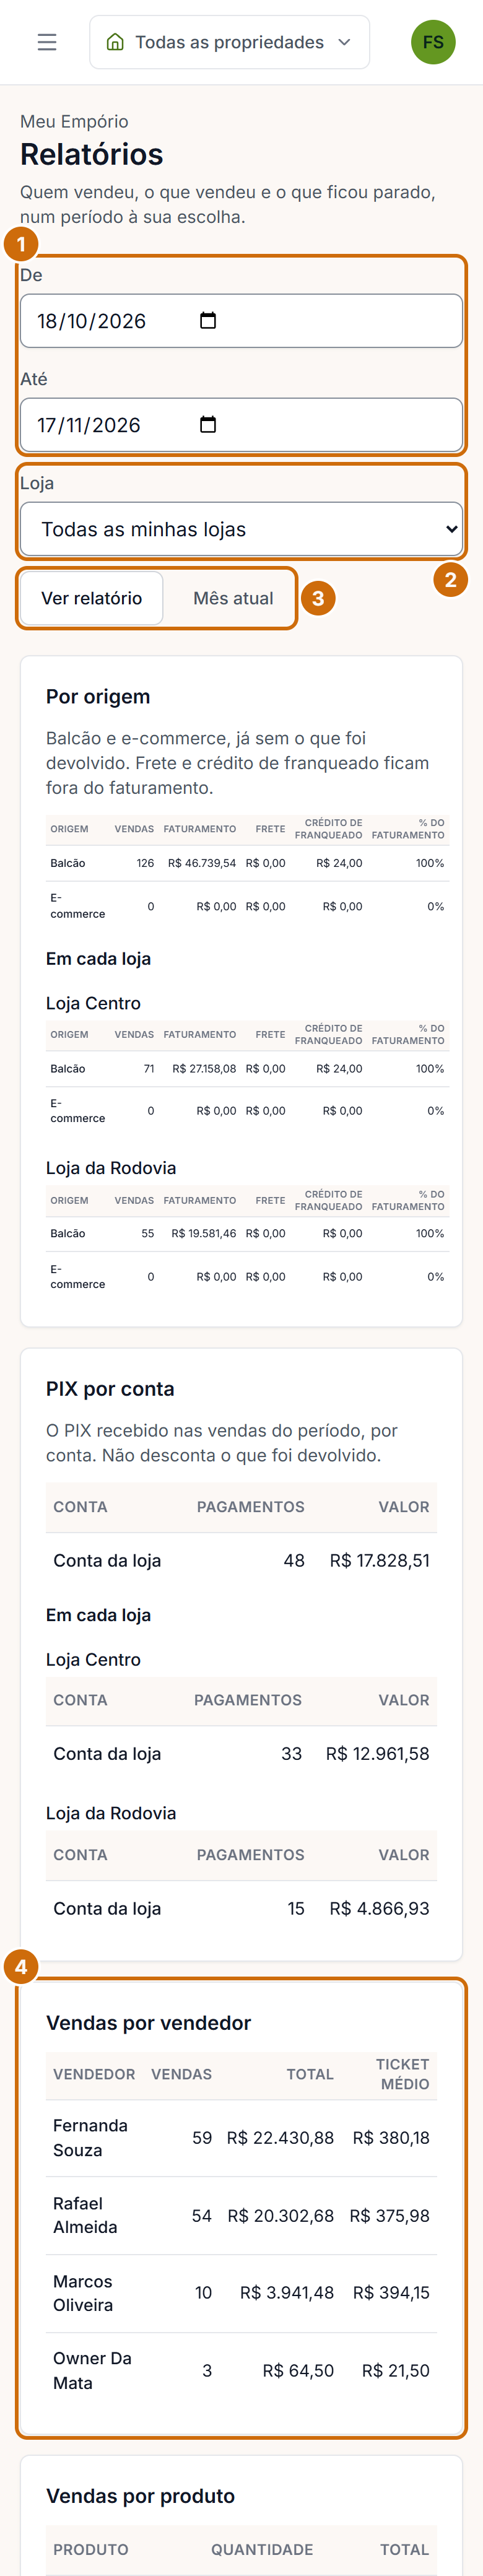 Todas as propriedades
FS
Meu Empório
Relatórios
Quem vendeu, o que vendeu e o que ficou parado,
num período à sua escolha.
1
De
18/10/2026
Até
17/11/2026
Loja
Todas as minhas lojas
2
Ver relatório Mês atual 3
Por origem
Balcão e e-commerce, já sem o que foi
devolvido. Frete e crédito de franqueado ficam
fora do faturamento.
ORIGEM VENDAS FATURAMENTO FRETE CRÉDITO DE FRANQUEADO % DO FATURAMENTO
Balcão 126 R$ 46.739,54 R$ 0,00 R$ 24,00 100%
E-commerce 0 R$ 0,00 R$ 0,00 R$ 0,00 0%
Em cada loja
Loja Centro
ORIGEM VENDAS FATURAMENTO FRETE CRÉDITO DE FRANQUEADO % DO FATURAMENTO
Balcão 71 R$ 27.158,08 R$ 0,00 R$ 24,00 100%
E-commerce 0 R$ 0,00 R$ 0,00 R$ 0,00 0%
Loja da Rodovia
ORIGEM VENDAS FATURAMENTO FRETE CRÉDITO DE FRANQUEADO % DO FATURAMENTO
Balcão 55 R$ 19.581,46 R$ 0,00 R$ 0,00 100%
E-commerce 0 R$ 0,00 R$ 0,00 R$ 0,00 0%
PIX por conta
O PIX recebido nas vendas do período, por
conta. Não desconta o que foi devolvido.
CONTA PAGAMENTOS VALOR
Conta da loja 48 R$ 17.828,51
Em cada loja
Loja Centro
CONTA PAGAMENTOS VALOR
Conta da loja 33 R$ 12.961,58
Loja da Rodovia
CONTA PAGAMENTOS VALOR
Conta da loja 15 R$ 4.866,93
4
Vendas por vendedor
VENDEDOR VENDAS TOTAL TICKET MÉDIO
Fernanda Souza 59 R$ 22.430,88 R$ 380,18
Rafael Almeida 54 R$ 20.302,68 R$ 375,98
Marcos Oliveira 10 R$ 3.941,48 R$ 394,15
Owner Da Mata 3 R$ 64,50 R$ 21,50
Vendas por produto
PRODUTO QUANTIDADE TOTAL